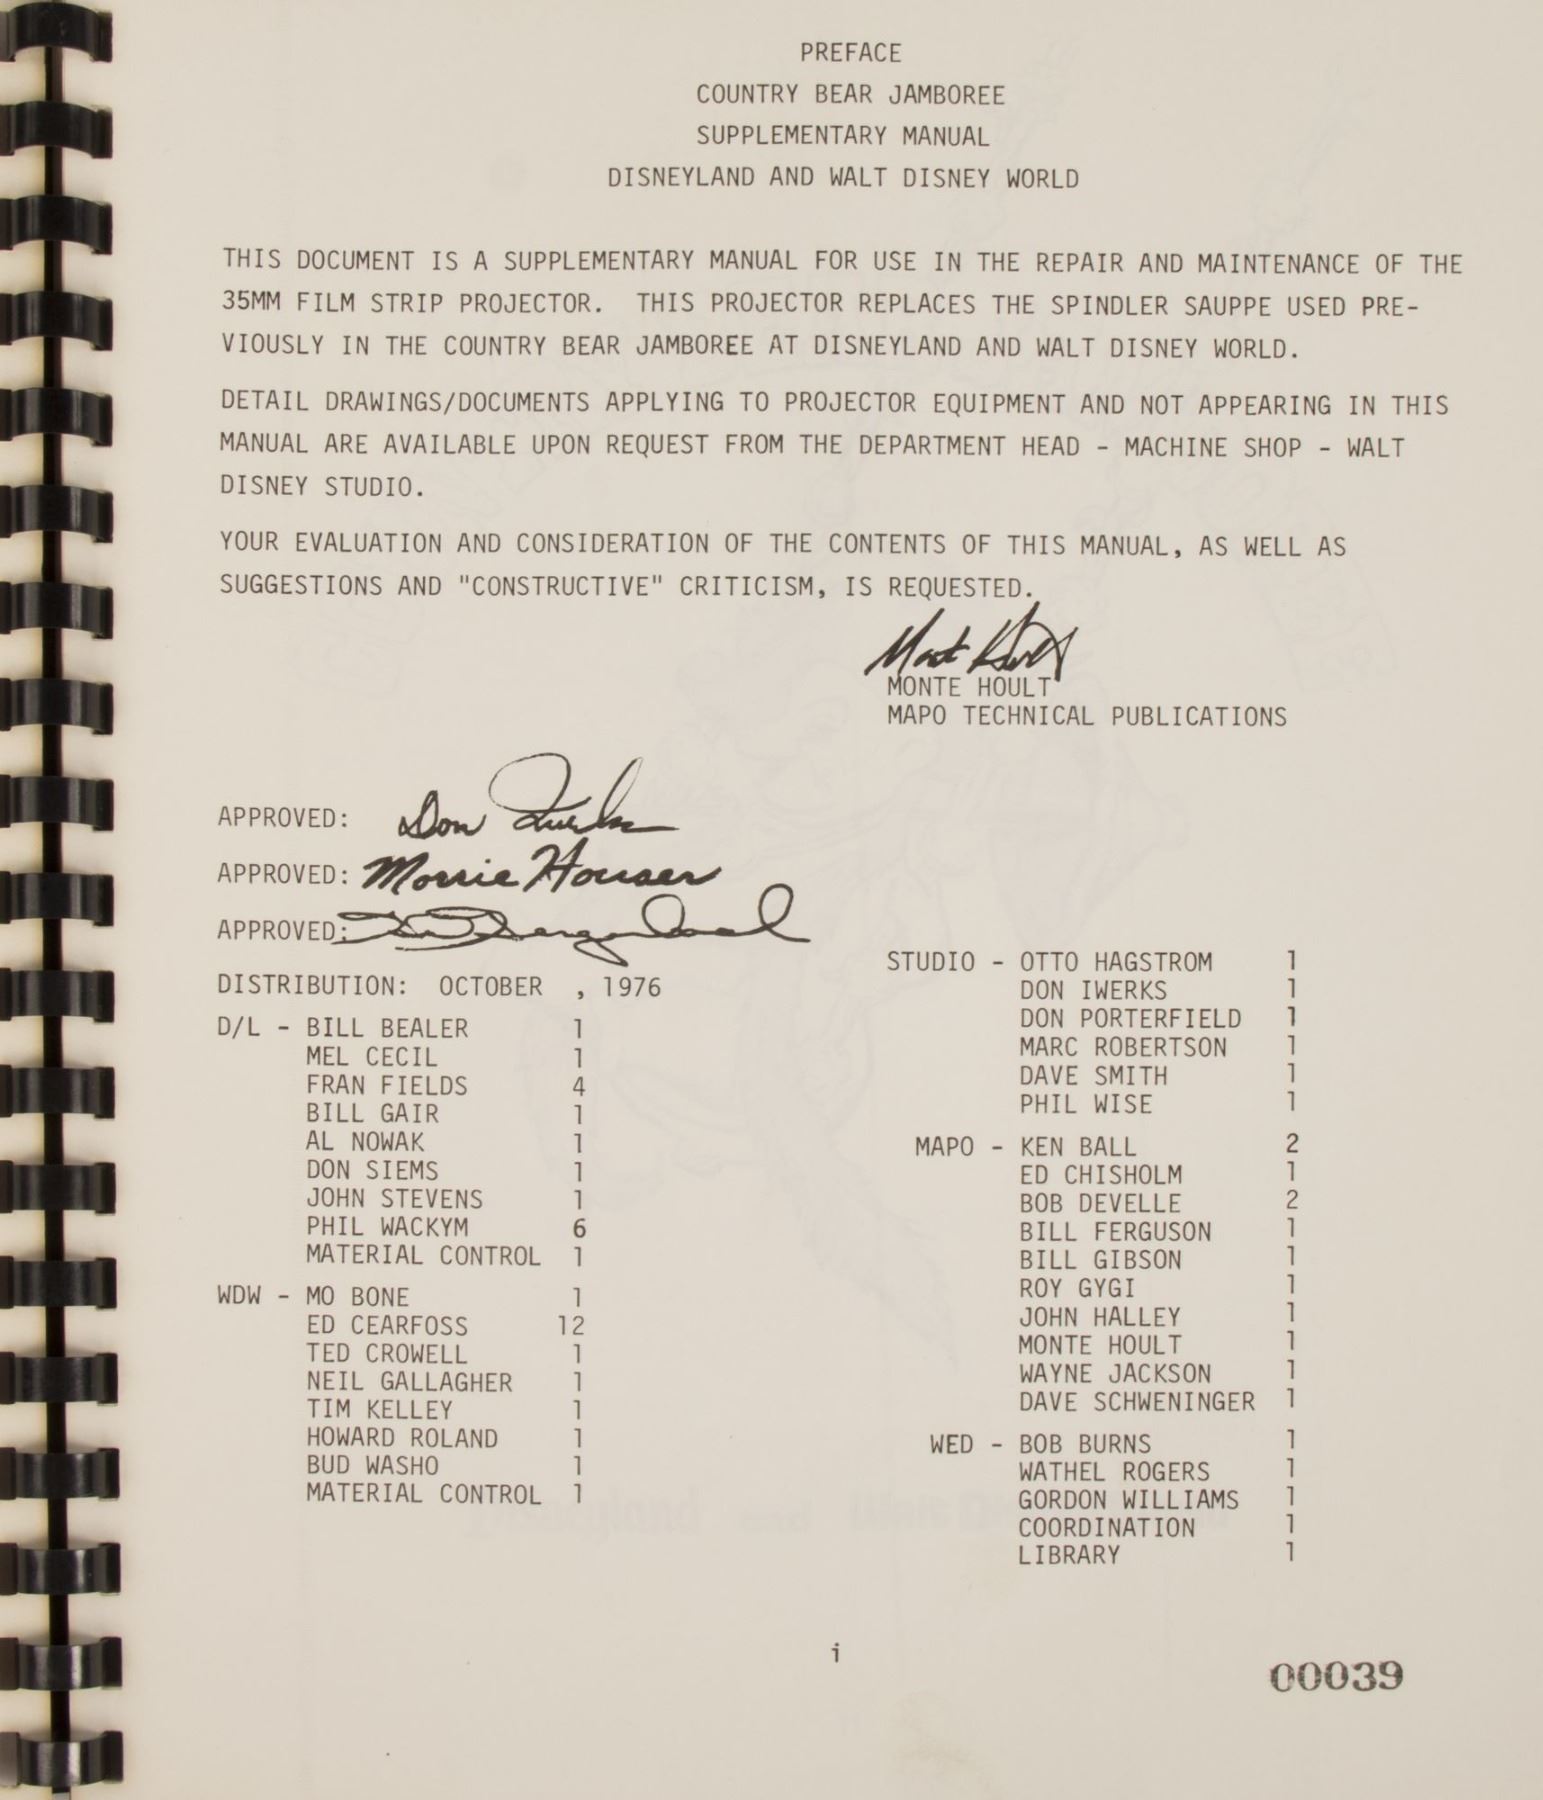 PREFACE
COUNTRY BEAR JAMBOREE
SUPPLEMENTARY MANUAL
DISNEYLAND AND WALT DISNEY WORLD
THIS DOCUMENT IS A SUPPLEMENTARY MANUAL FOR USE IN THE REPAIR AND MAINTENANCE OF THE
35MM FILM STRIP PROJECTOR. THIS PROJECTOR REPLACES THE SPINDLER SAUPPE USED PRE-
VIOUSLY IN THE COUNTRY BEAR JAMBOREE AT DISNEYLAND AND WALT DISNEY WORLD.
DETAIL DRAWINGS/DOCUMENTS APPLYING TO PROJECTOR EQUIPMENT AND NOT APPEARING IN THIS
MANUAL ARE AVAILABLE UPON REQUEST FROM THE DEPARTMENT HEAD - MACHINE SHOP - WALT
DISNEY STUDIO.
YOUR EVALUATION AND CONSIDERATION OF THE CONTENTS OF THIS MANUAL, AS WELL AS
SUGGESTIONS AND "CONSTRUCTIVE" CRITICISM, IS REQUESTED.
MONTE HOULT
MAPO TECHNICAL PUBLICATIONS
APPROVED: Don Iwerks
APPROVED: Morrie Houser
APPROVED:
DISTRIBUTION: OCTOBER , 1976
D/L - BILL BEALER 1
MEL CECIL 1
FRAN FIELDS 4
BILL GAIR 1
AL NOWAK 1
DON SIEMS 1
JOHN STEVENS 1
PHIL WACKYM 6
MATERIAL CONTROL 1
WDW - MO BONE 1
ED CEARFOSS 12
TED CROWELL 1
NEIL GALLAGHER 1
TIM KELLEY 1
HOWARD ROLAND 1
BUD WASHO 1
MATERIAL CONTROL 1
STUDIO - OTTO HAGSTROM 1
DON IWERKS 1
DON PORTERFIELD 1
MARC ROBERTSON 1
DAVE SMITH 1
PHIL WISE 1
MAPO - KEN BALL 2
ED CHISHOLM 1
BOB DEVELLE 2
BILL FERGUSON 1
BILL GIBSON 1
ROY GYGI 1
JOHN HALLEY 1
MONTE HOULT 1
WAYNE JACKSON 1
DAVE SCHWENINGER 1
WED - BOB BURNS 1
WATHEL ROGERS 1
GORDON WILLIAMS 1
COORDINATION 1
LIBRARY 1
i
00039